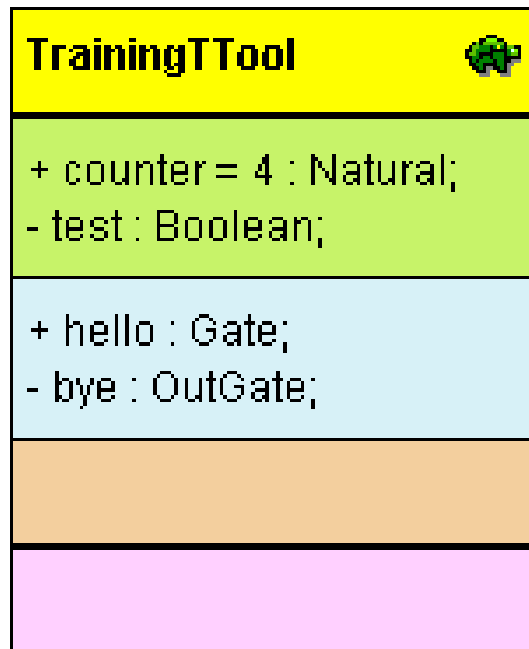 TrainingTTool
+ counter = 4 : Natural;
- test : Boolean;
+ hello : Gate;
- bye : OutGate;